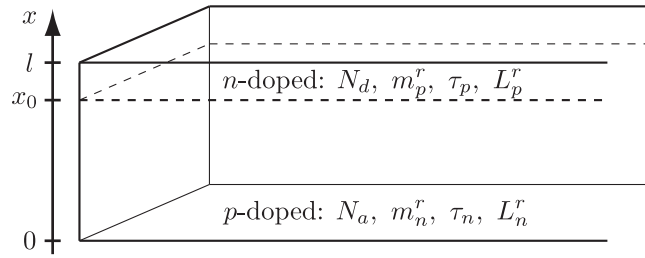 x
l
n-doped: N_d, m_p^r, τ_p, L_p^r
x_0
p-doped: N_a, m_n^r, τ_n, L_n^r
0